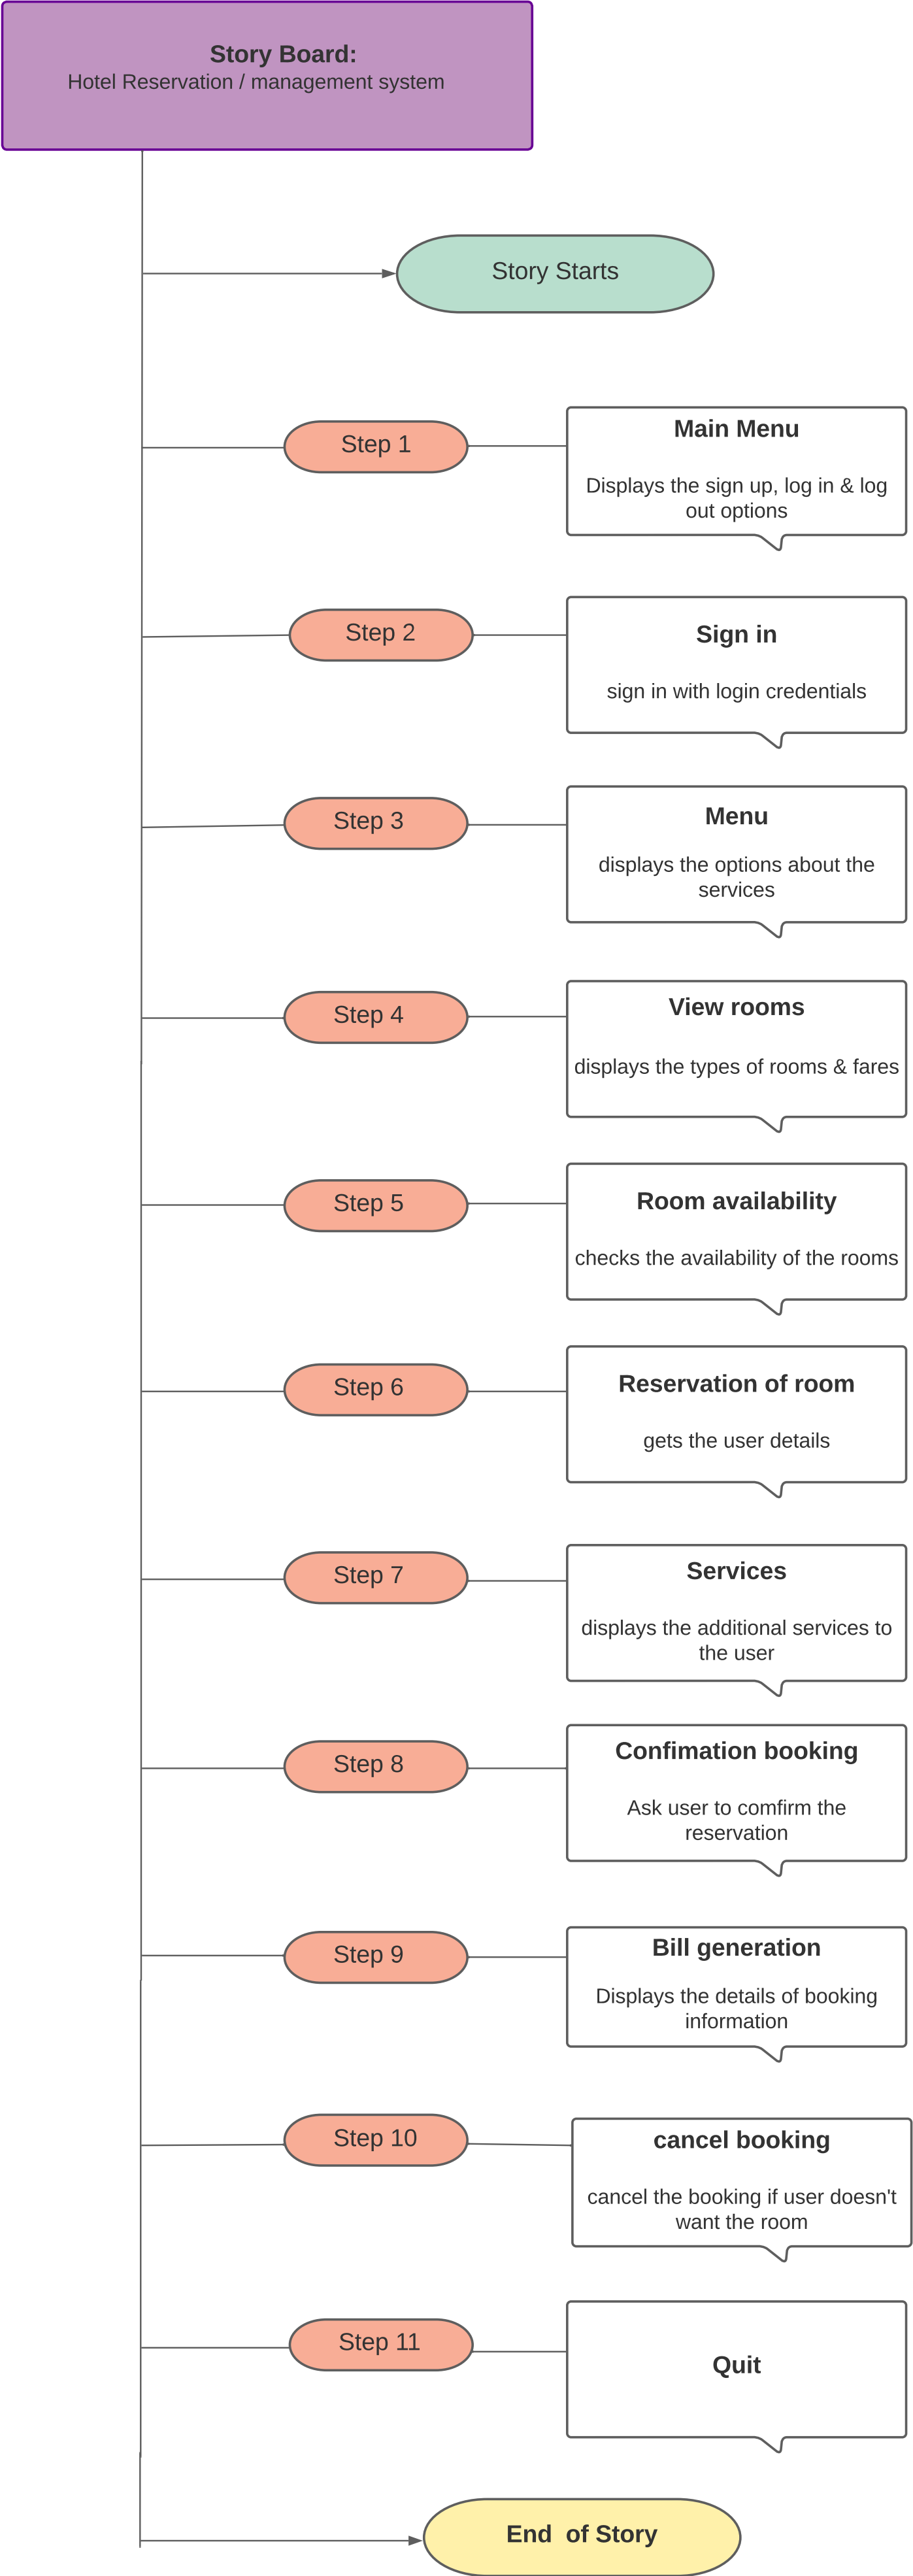 Story Board:
Hotel Reservation / management system
Story Starts
Step 1
Main Menu
Displays the sign up, log in & log
out options
Step 2
Sign in
sign in with login credentials
Step 3
Menu
displays the options about the
services
Step 4
View rooms
displays the types of rooms & fares
Step 5
Room availability
checks the availability of the rooms
Step 6
Reservation of room
gets the user details
Step 7
Services
displays the additional services to
the user
Step 8
Confimation booking
Ask user to comfirm the
reservation
Step 9
Bill generation
Displays the details of booking
information
Step 10
cancel booking
cancel the booking if user doesn't
want the room
Step 11
Quit
End  of Story